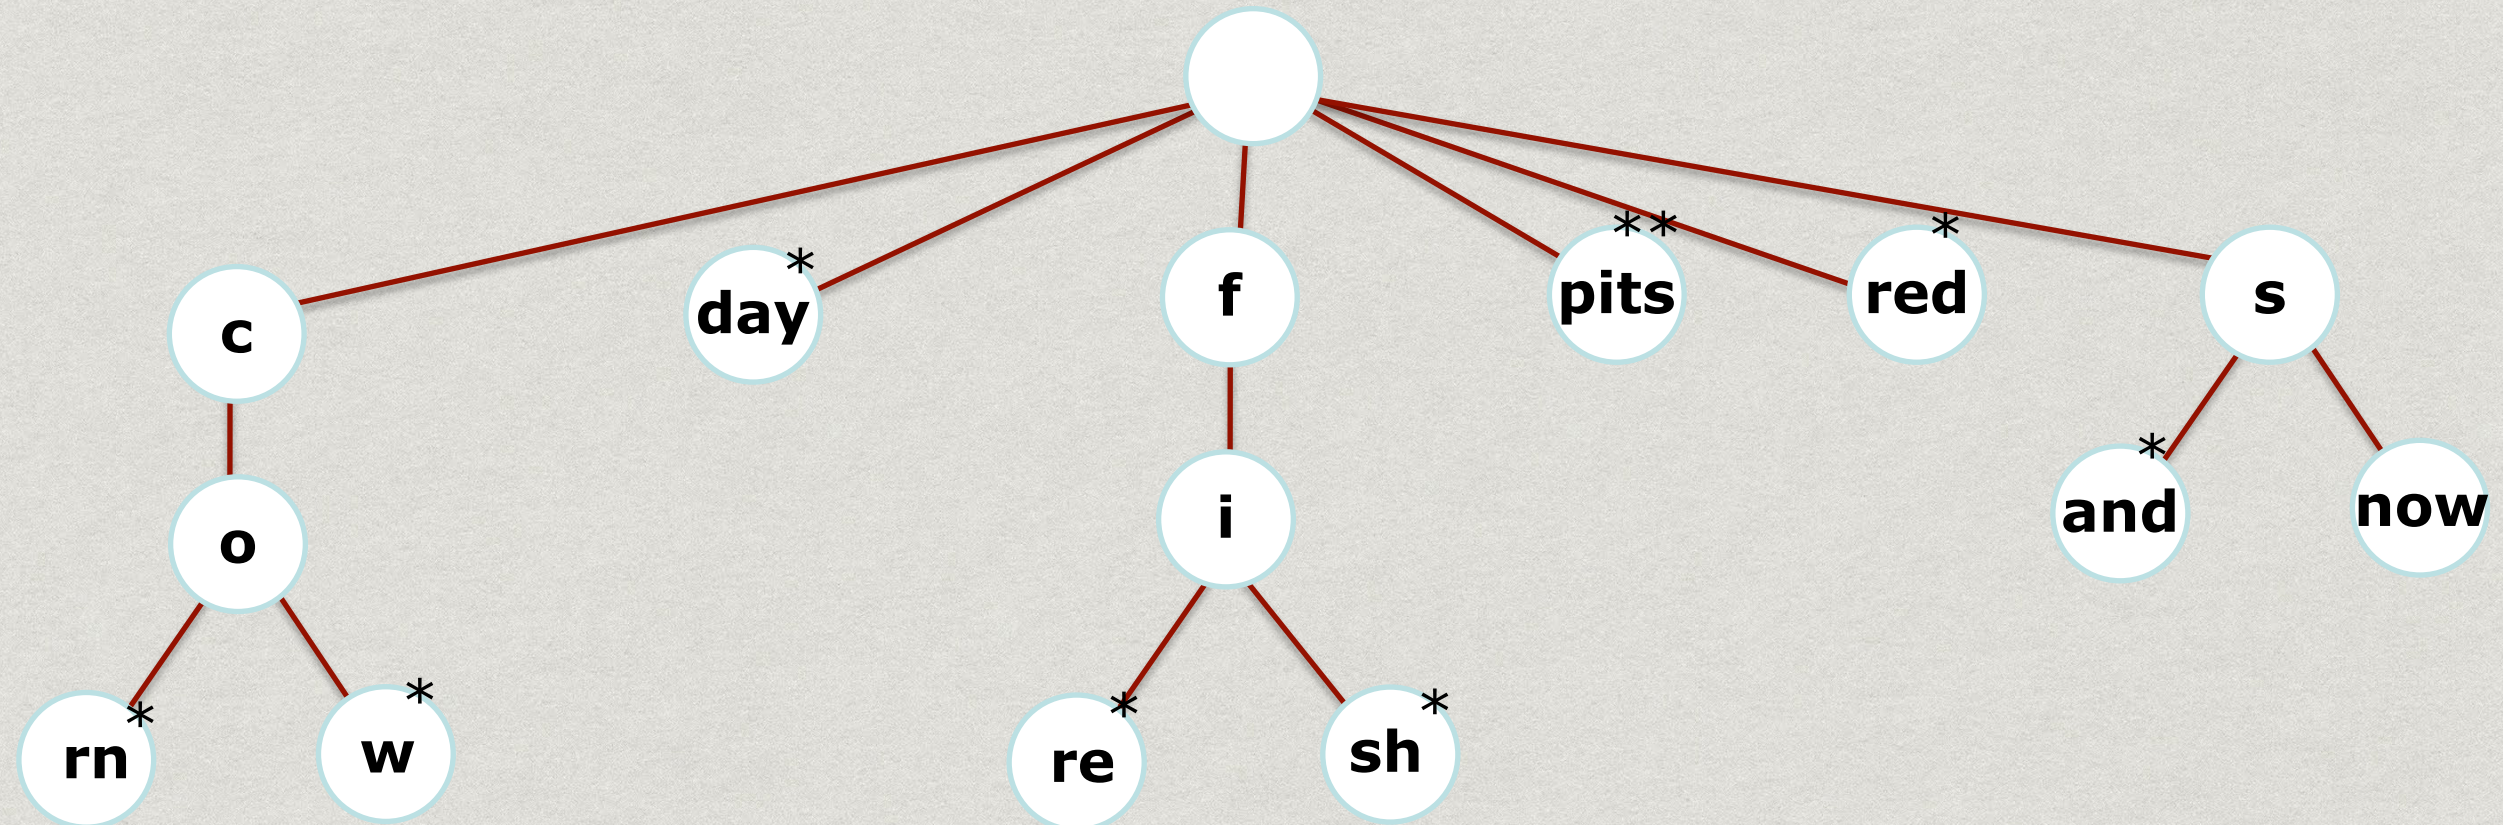 * * *
*
c day f pits red s
*
o i and now
* * * *
rn w re sh